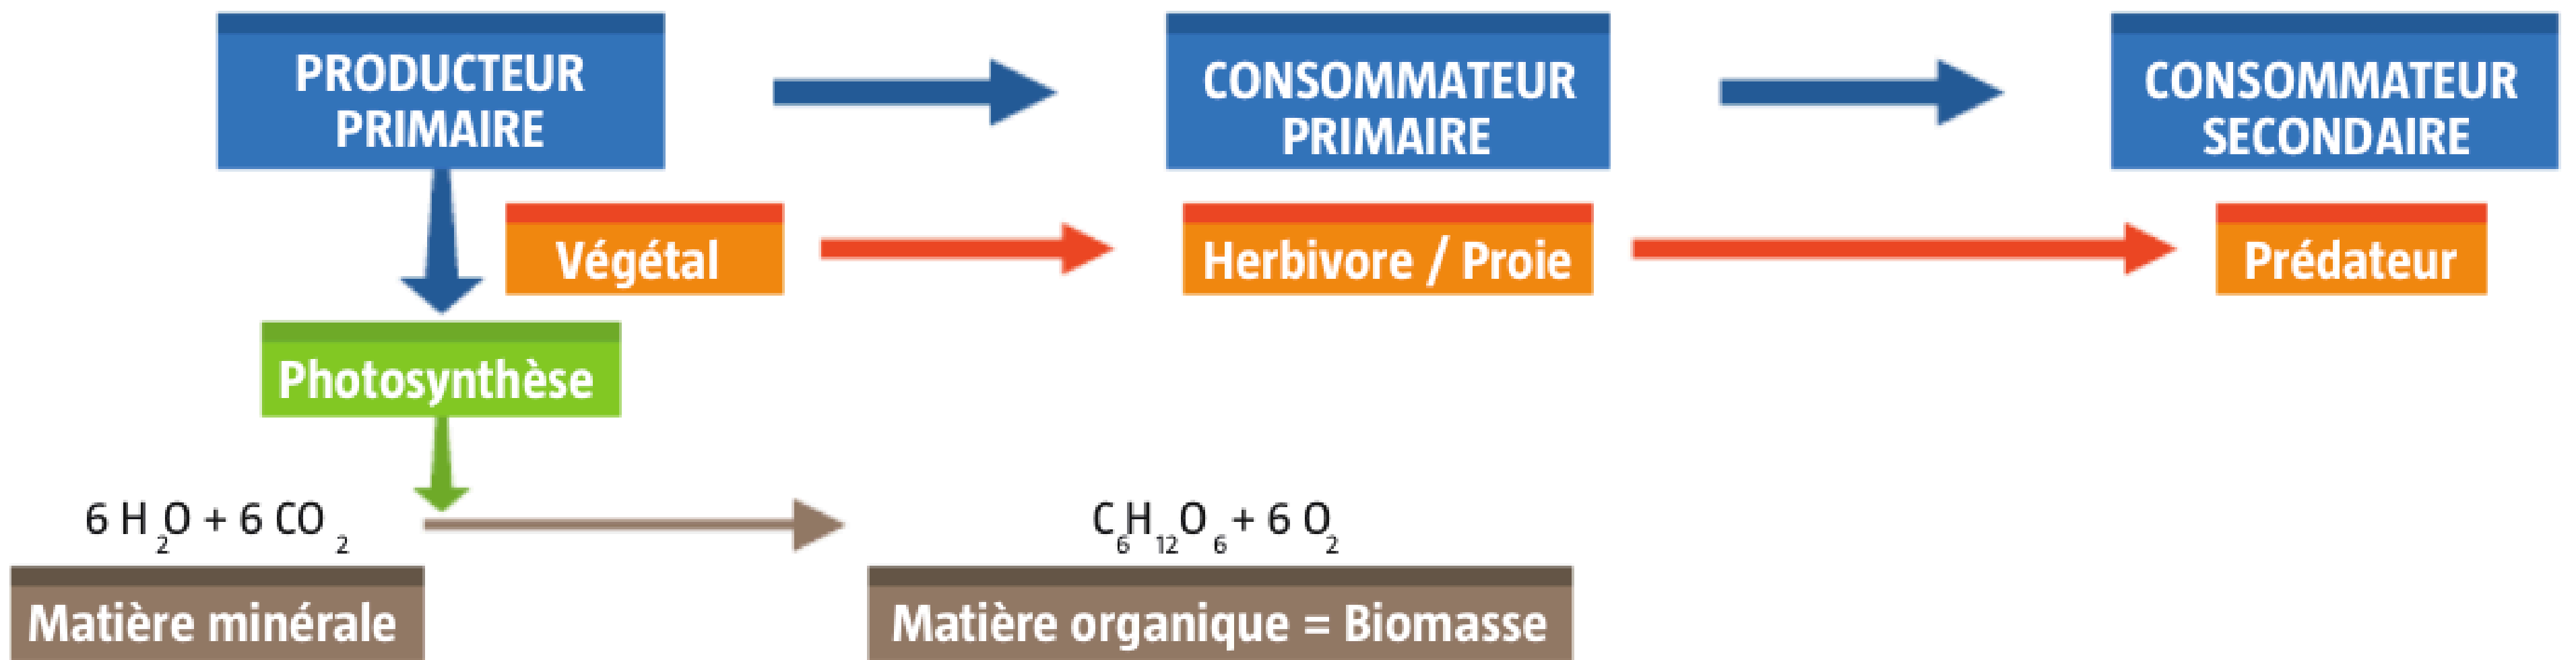 PRODUCTEUR
PRIMAIRE
CONSOMMATEUR
PRIMAIRE
CONSOMMATEUR
SECONDAIRE
Végétal
Herbivore / Proie
Prédateur
Photosynthèse
6 H₂O + 6 CO₂
C₆H₁₂O₆ + 6 O₂
Matière minérale
Matière organique = Biomasse